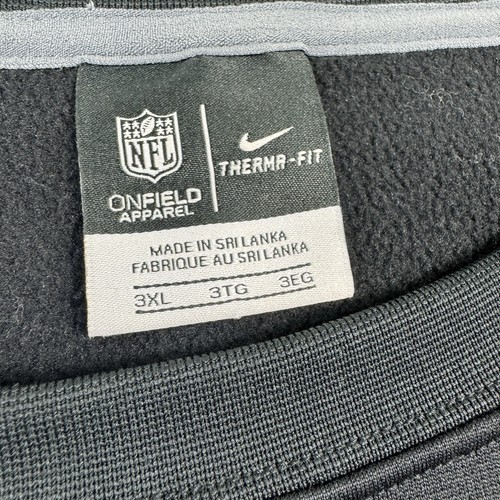 NFL
ONFIELD
APPAREL
THERMA-FIT
MADE IN SRI LANKA
FABRIQUE AU SRI LANKA
3XL 3TG 3EG